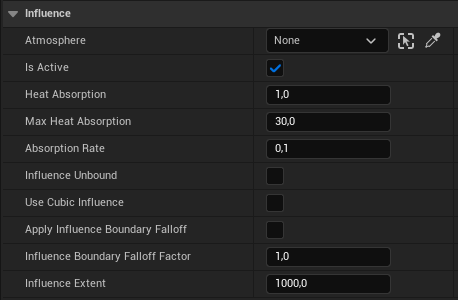 Influence
Atmosphere None
Is Active
Heat Absorption 1,0
Max Heat Absorption 30,0
Absorption Rate 0,1
Influence Unbound
Use Cubic Influence
Apply Influence Boundary Falloff
Influence Boundary Falloff Factor 1,0
Influence Extent 1000,0